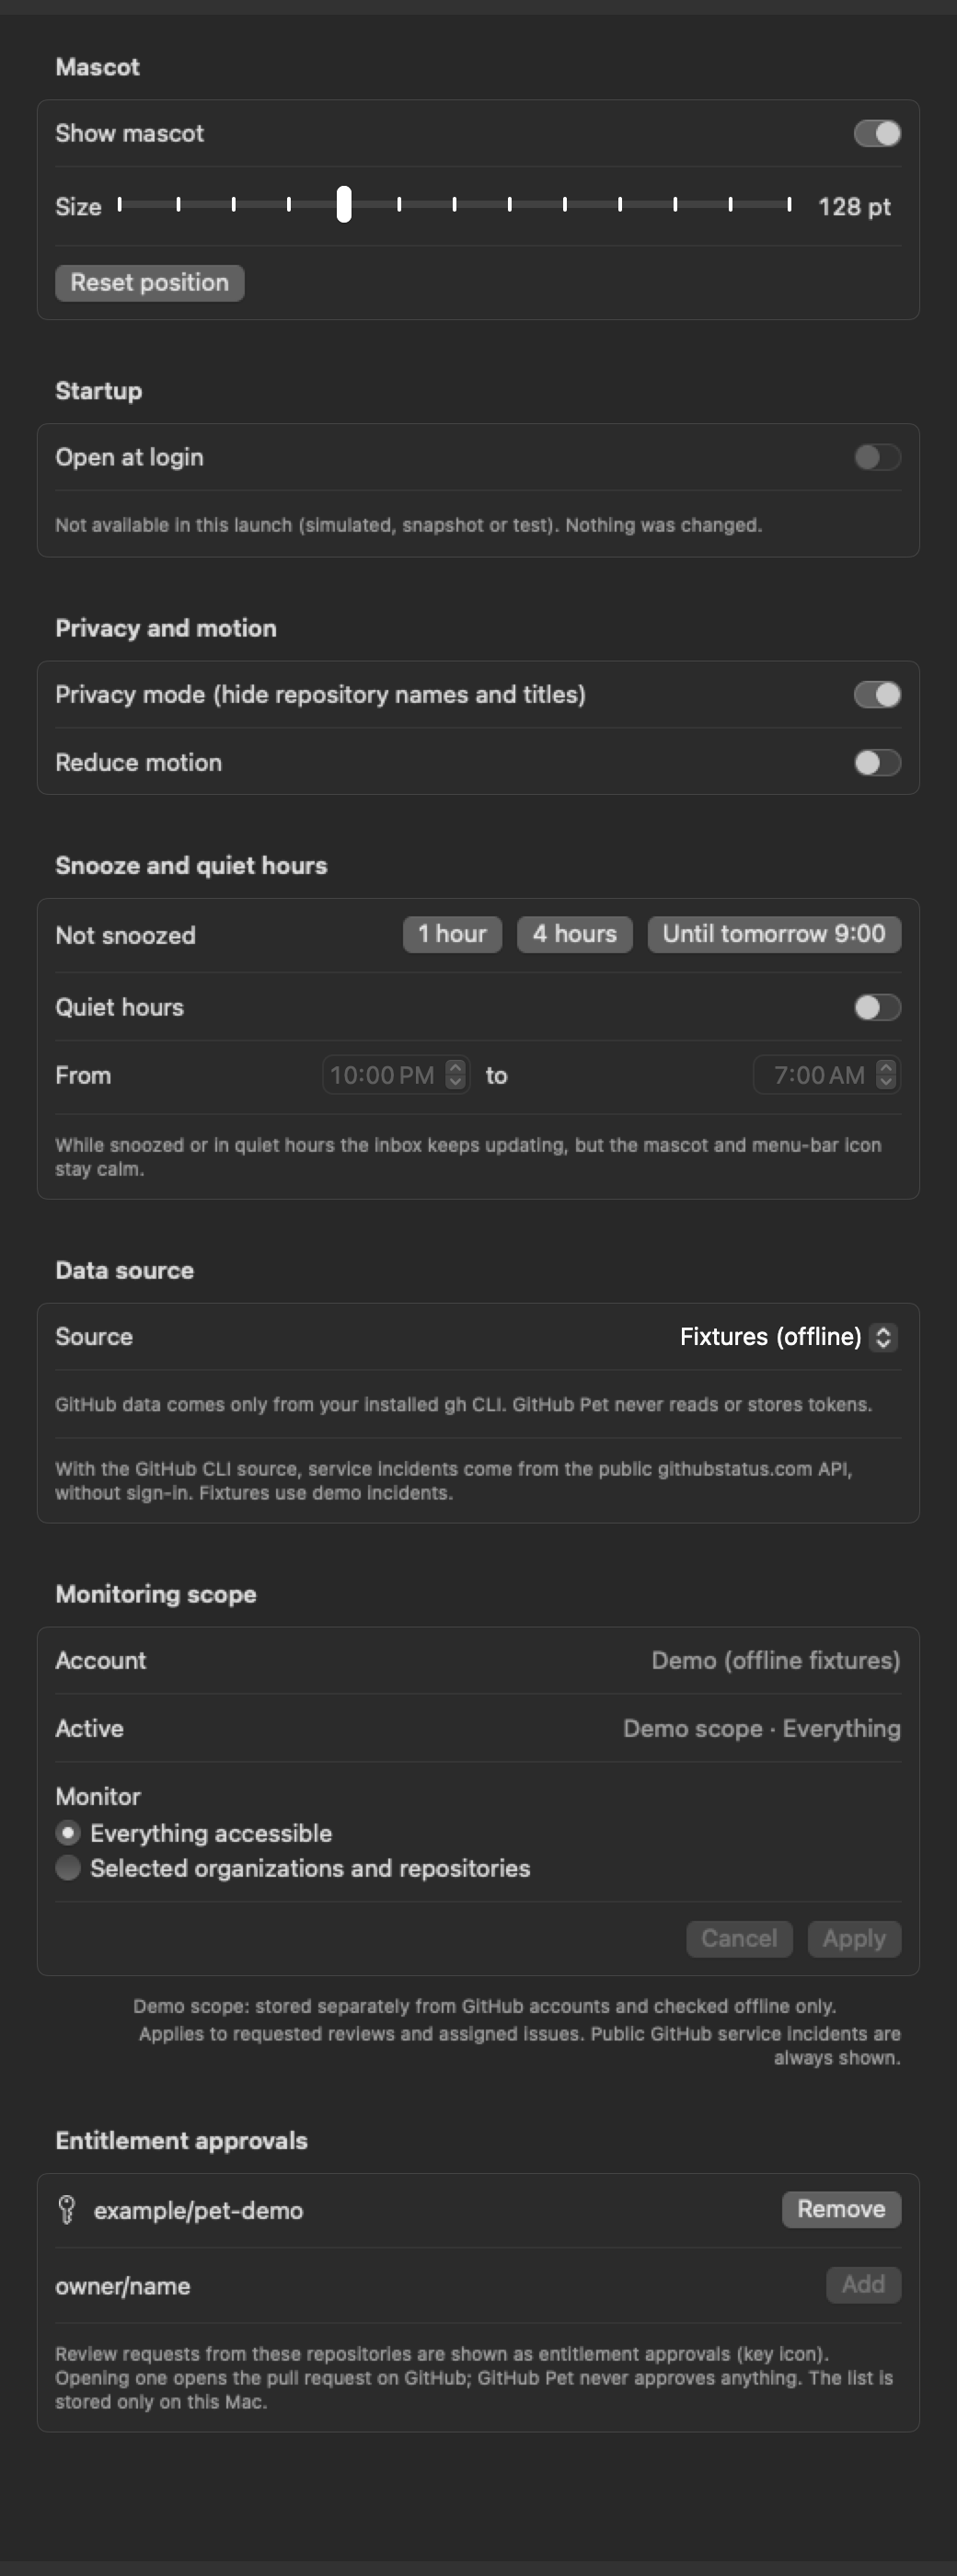 Mascot
Show mascot
Size 128 pt
Reset position
Startup
Open at login
Not available in this launch (simulated, snapshot or test). Nothing was changed.
Privacy and motion
Privacy mode (hide repository names and titles)
Reduce motion
Snooze and quiet hours
Not snoozed 1 hour 4 hours Until tomorrow 9:00
Quiet hours
From 10:00 PM to 7:00 AM
While snoozed or in quiet hours the inbox keeps updating, but the mascot and menu-bar icon
stay calm.
Data source
Source Fixtures (offline)
GitHub data comes only from your installed gh CLI. GitHub Pet never reads or stores tokens.
With the GitHub CLI source, service incidents come from the public githubstatus.com API,
without sign-in. Fixtures use demo incidents.
Monitoring scope
Account Demo (offline fixtures)
Active Demo scope · Everything
Monitor
Everything accessible
Selected organizations and repositories
Cancel Apply
Demo scope: stored separately from GitHub accounts and checked offline only.
Applies to requested reviews and assigned issues. Public GitHub service incidents are
always shown.
Entitlement approvals
example/pet-demo Remove
owner/name Add
Review requests from these repositories are shown as entitlement approvals (key icon).
Opening one opens the pull request on GitHub; GitHub Pet never approves anything. The list is
stored only on this Mac.